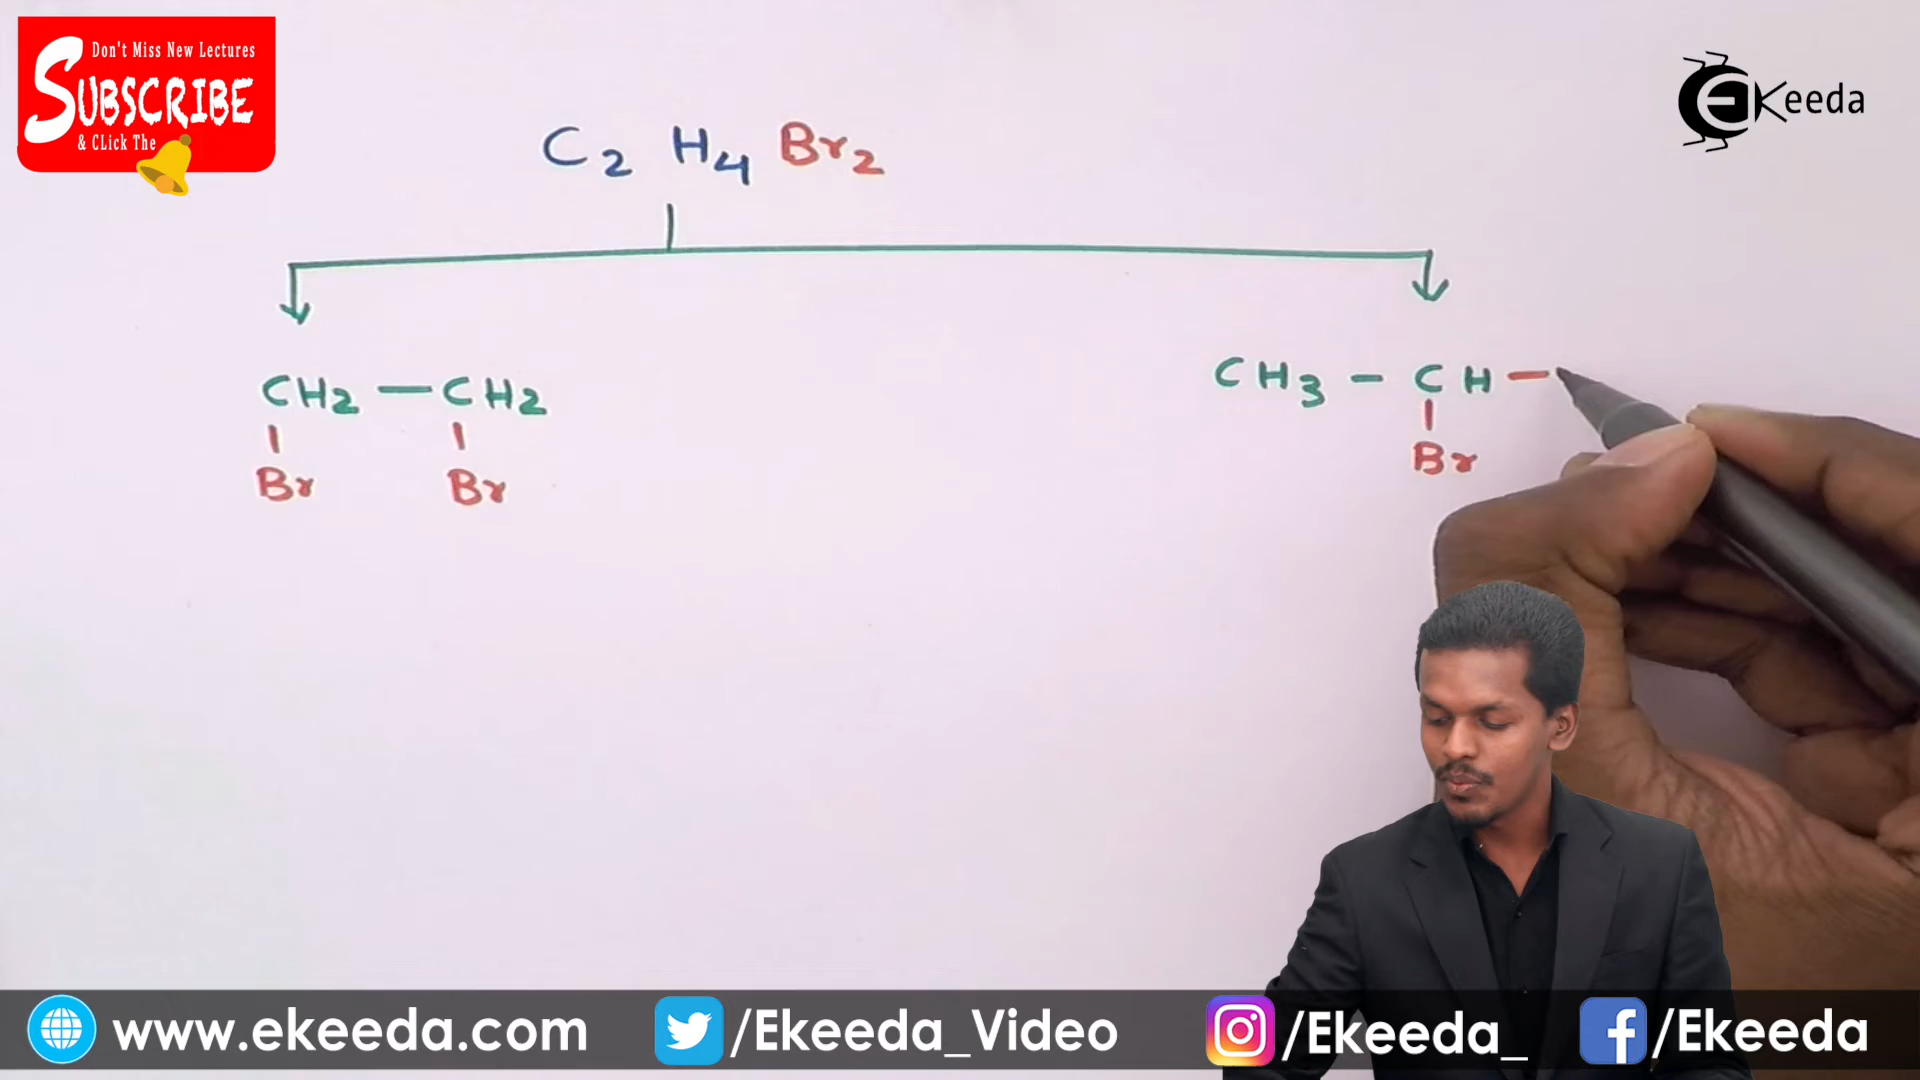 Don't Miss New Lectures
SUBSCRIBE
& CLick The
EKeeda
C2 H4 Br2
CH2 — CH2
Br Br
CH3 - CH —
Br
www.ekeeda.com /Ekeeda_Video /Ekeeda_ /Ekeeda